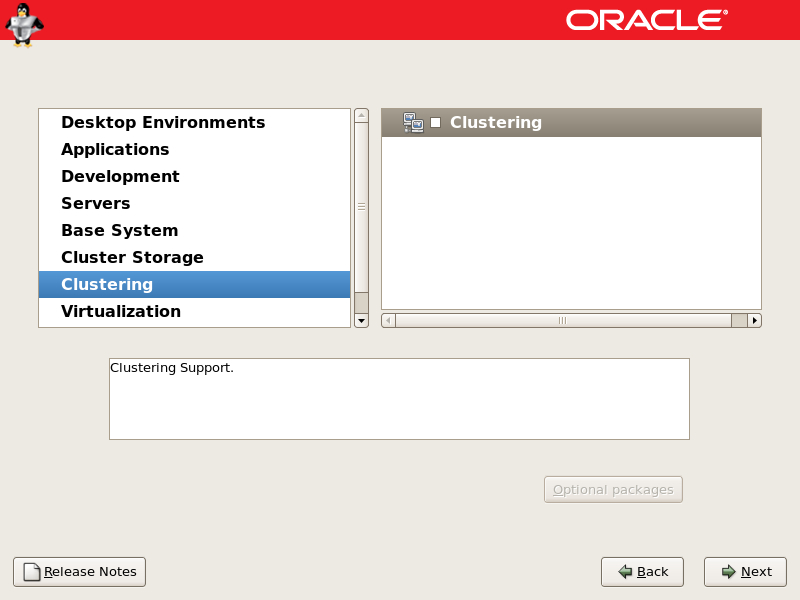 ORACLE®
Desktop Environments
Applications
Development
Servers
Base System
Cluster Storage
Clustering
Virtualization
Clustering
Clustering Support.
Optional packages
Release Notes
Back
Next